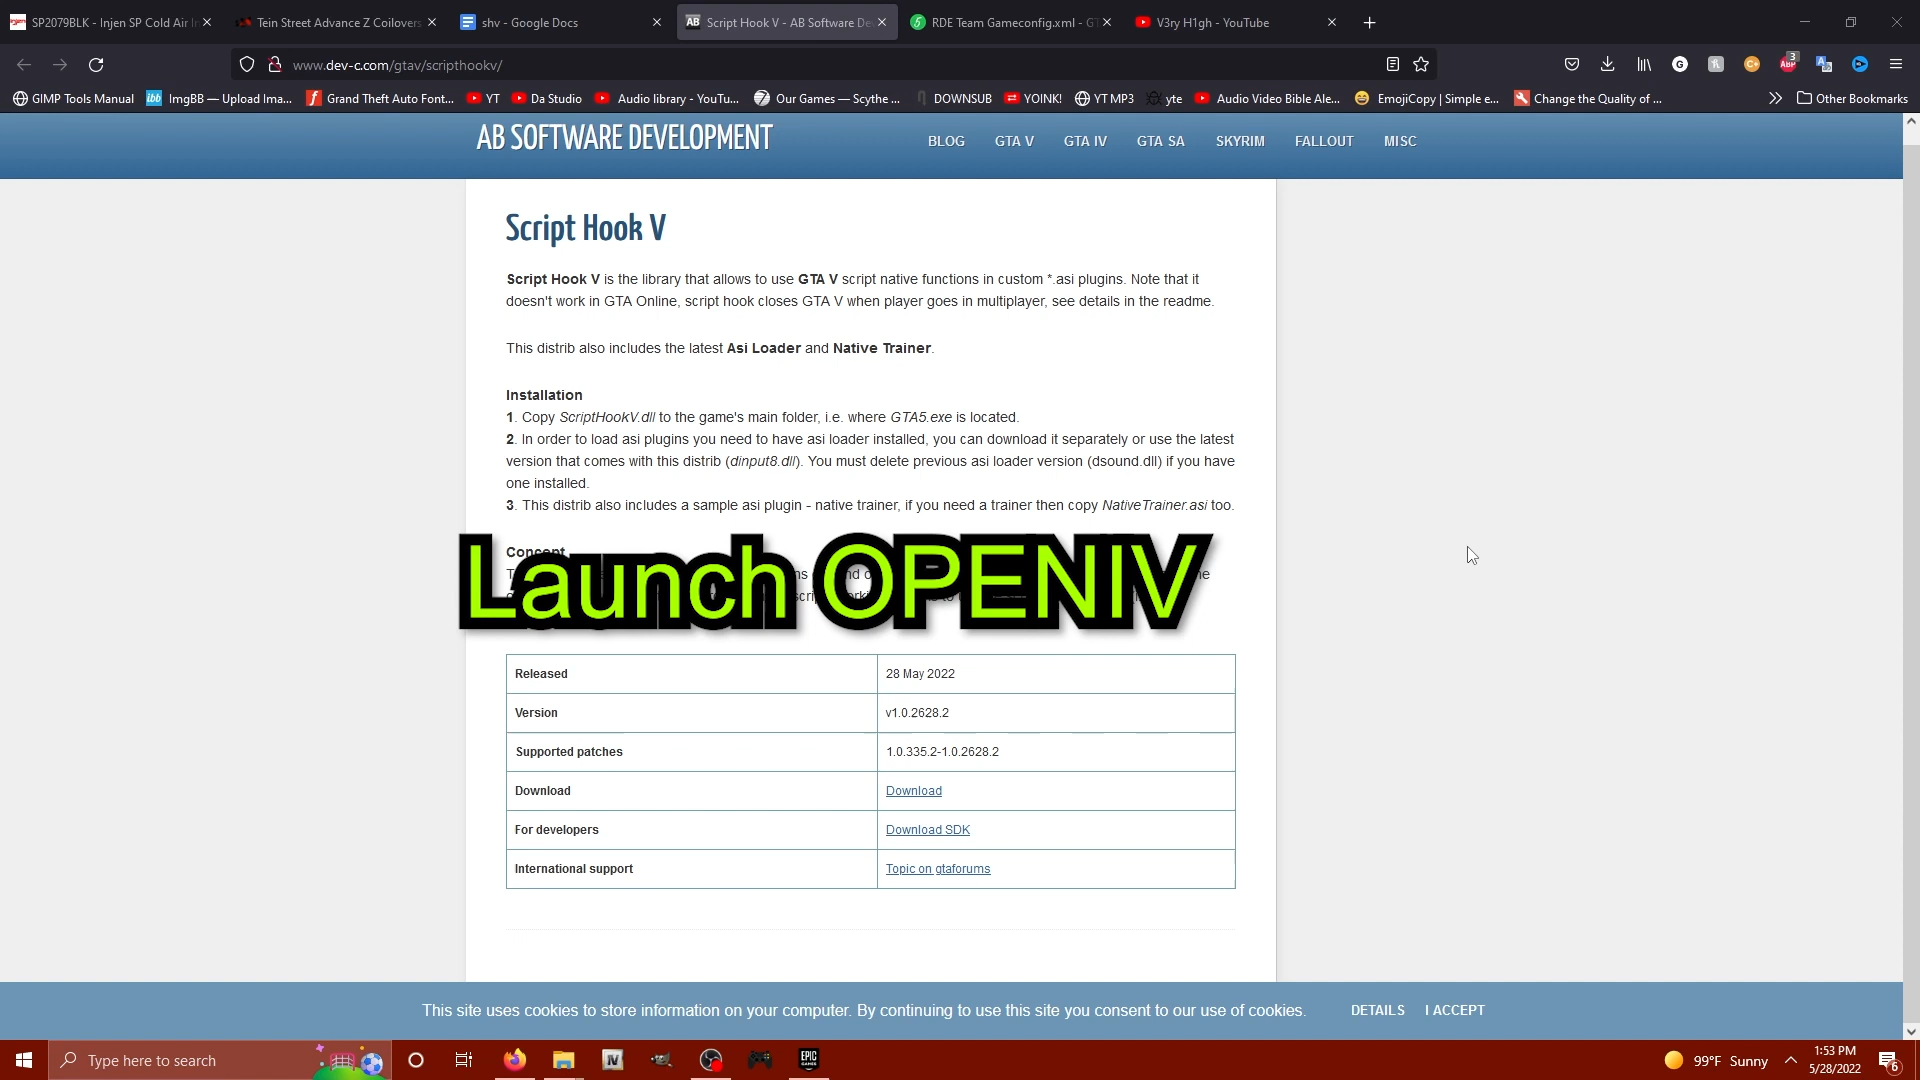 SP2079BLK - Injen SP Cold Air In
Tein Street Advance Z Coilovers
shv - Google Docs
Script Hook V - AB Software De
RDE Team Gameconfig.xml - GT
V3ry H1gh - YouTube
www.dev-c.com/gtav/scripthookv/
GIMP Tools Manual
ImgBB — Upload Ima...
Grand Theft Auto Font...
YT
Da Studio
Audio library - YouTu...
Our Games — Scythe ...
DOWNSUB
YOINK!
YT MP3
yte
Audio Video Bible Ale...
EmojiCopy | Simple e...
Change the Quality of ...
Other Bookmarks
AB SOFTWARE DEVELOPMENT
BLOG GTA V GTA IV GTA SA SKYRIM FALLOUT MISC
Script Hook V
Script Hook V is the library that allows to use GTA V script native functions in custom *.asi plugins. Note that it
doesn't work in GTA Online, script hook closes GTA V when player goes in multiplayer, see details in the readme.
This distrib also includes the latest Asi Loader and Native Trainer.
Installation
1. Copy ScriptHookV.dll to the game's main folder, i.e. where GTA5.exe is located.
2. In order to load asi plugins you need to have asi loader installed, you can download it separately or use the latest
version that comes with this distrib (dinput8.dll). You must delete previous asi loader version (dsound.dll) if you have
one installed.
3. This distrib also includes a sample asi plugin - native trainer, if you need a trainer then copy NativeTrainer.asi too.
Concept
Launch OPENIV
Released 28 May 2022
Version v1.0.2628.2
Supported patches 1.0.335.2-1.0.2628.2
Download Download
For developers Download SDK
International support Topic on gtaforums
This site uses cookies to store information on your computer. By continuing to use this site you consent to our use of cookies. DETAILS I ACCEPT
Type here to search
EPIC GAMES
99°F Sunny
1:53 PM
5/28/2022
6